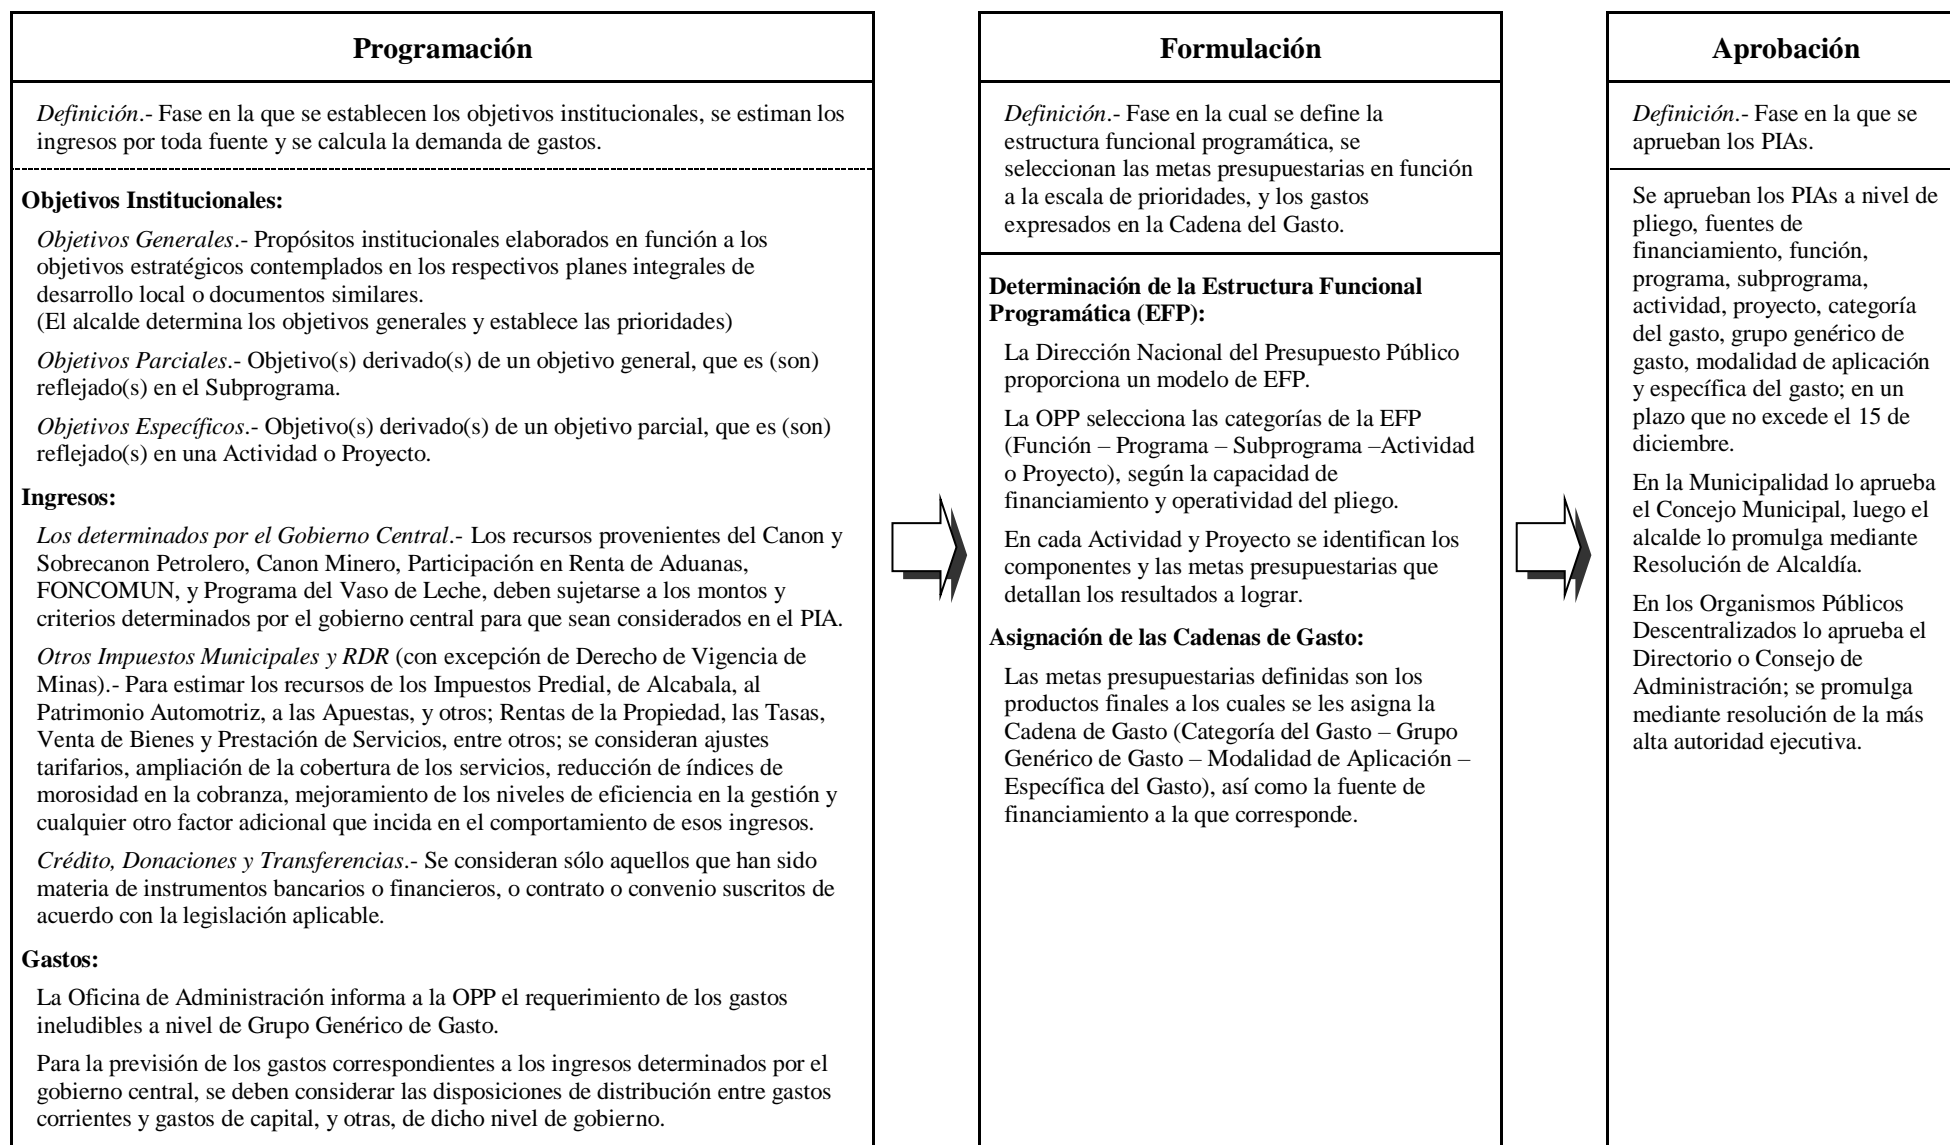 Programación
Definición.- Fase en la que se establecen los objetivos institucionales, se estiman los
ingresos por toda fuente y se calcula la demanda de gastos.
Objetivos Institucionales:
Objetivos Generales.- Propósitos institucionales elaborados en función a los
objetivos estratégicos contemplados en los respectivos planes integrales de
desarrollo local o documentos similares.
(El alcalde determina los objetivos generales y establece las prioridades)
Objetivos Parciales.- Objetivo(s) derivado(s) de un objetivo general, que es (son)
reflejado(s) en el Subprograma.
Objetivos Específicos.- Objetivo(s) derivado(s) de un objetivo parcial, que es (son)
reflejado(s) en una Actividad o Proyecto.
Ingresos:
Los determinados por el Gobierno Central.- Los recursos provenientes del Canon y
Sobrecanon Petrolero, Canon Minero, Participación en Renta de Aduanas,
FONCOMUN, y Programa del Vaso de Leche, deben sujetarse a los montos y
criterios determinados por el gobierno central para que sean considerados en el PIA.
Otros Impuestos Municipales y RDR (con excepción de Derecho de Vigencia de
Minas).- Para estimar los recursos de los Impuestos Predial, de Alcabala, al
Patrimonio Automotriz, a las Apuestas, y otros; Rentas de la Propiedad, las Tasas,
Venta de Bienes y Prestación de Servicios, entre otros; se consideran ajustes
tarifarios, ampliación de la cobertura de los servicios, reducción de índices de
morosidad en la cobranza, mejoramiento de los niveles de eficiencia en la gestión y
cualquier otro factor adicional que incida en el comportamiento de esos ingresos.
Crédito, Donaciones y Transferencias.- Se consideran sólo aquellos que han sido
materia de instrumentos bancarios o financieros, o contrato o convenio suscritos de
acuerdo con la legislación aplicable.
Gastos:
La Oficina de Administración informa a la OPP el requerimiento de los gastos
ineludibles a nivel de Grupo Genérico de Gasto.
Para la previsión de los gastos correspondientes a los ingresos determinados por el
gobierno central, se deben considerar las disposiciones de distribución entre gastos
corrientes y gastos de capital, y otras, de dicho nivel de gobierno.
Formulación
Definición.- Fase en la cual se define la
estructura funcional programática, se
seleccionan las metas presupuestarias en función
a la escala de prioridades, y los gastos
expresados en la Cadena del Gasto.
Determinación de la Estructura Funcional
Programática (EFP):
La Dirección Nacional del Presupuesto Público
proporciona un modelo de EFP.
La OPP selecciona las categorías de la EFP
(Función – Programa – Subprograma –Actividad
o Proyecto), según la capacidad de
financiamiento y operatividad del pliego.
En cada Actividad y Proyecto se identifican los
componentes y las metas presupuestarias que
detallan los resultados a lograr.
Asignación de las Cadenas de Gasto:
Las metas presupuestarias definidas son los
productos finales a los cuales se les asigna la
Cadena de Gasto (Categoría del Gasto – Grupo
Genérico de Gasto – Modalidad de Aplicación –
Específica del Gasto), así como la fuente de
financiamiento a la que corresponde.
Aprobación
Definición.- Fase en la que se
aprueban los PIAs.
Se aprueban los PIAs a nivel de
pliego, fuentes de
financiamiento, función,
programa, subprograma,
actividad, proyecto, categoría
del gasto, grupo genérico de
gasto, modalidad de aplicación
y específica del gasto; en un
plazo que no excede el 15 de
diciembre.
En la Municipalidad lo aprueba
el Concejo Municipal, luego el
alcalde lo promulga mediante
Resolución de Alcaldía.
En los Organismos Públicos
Descentralizados lo aprueba el
Directorio o Consejo de
Administración; se promulga
mediante resolución de la más
alta autoridad ejecutiva.